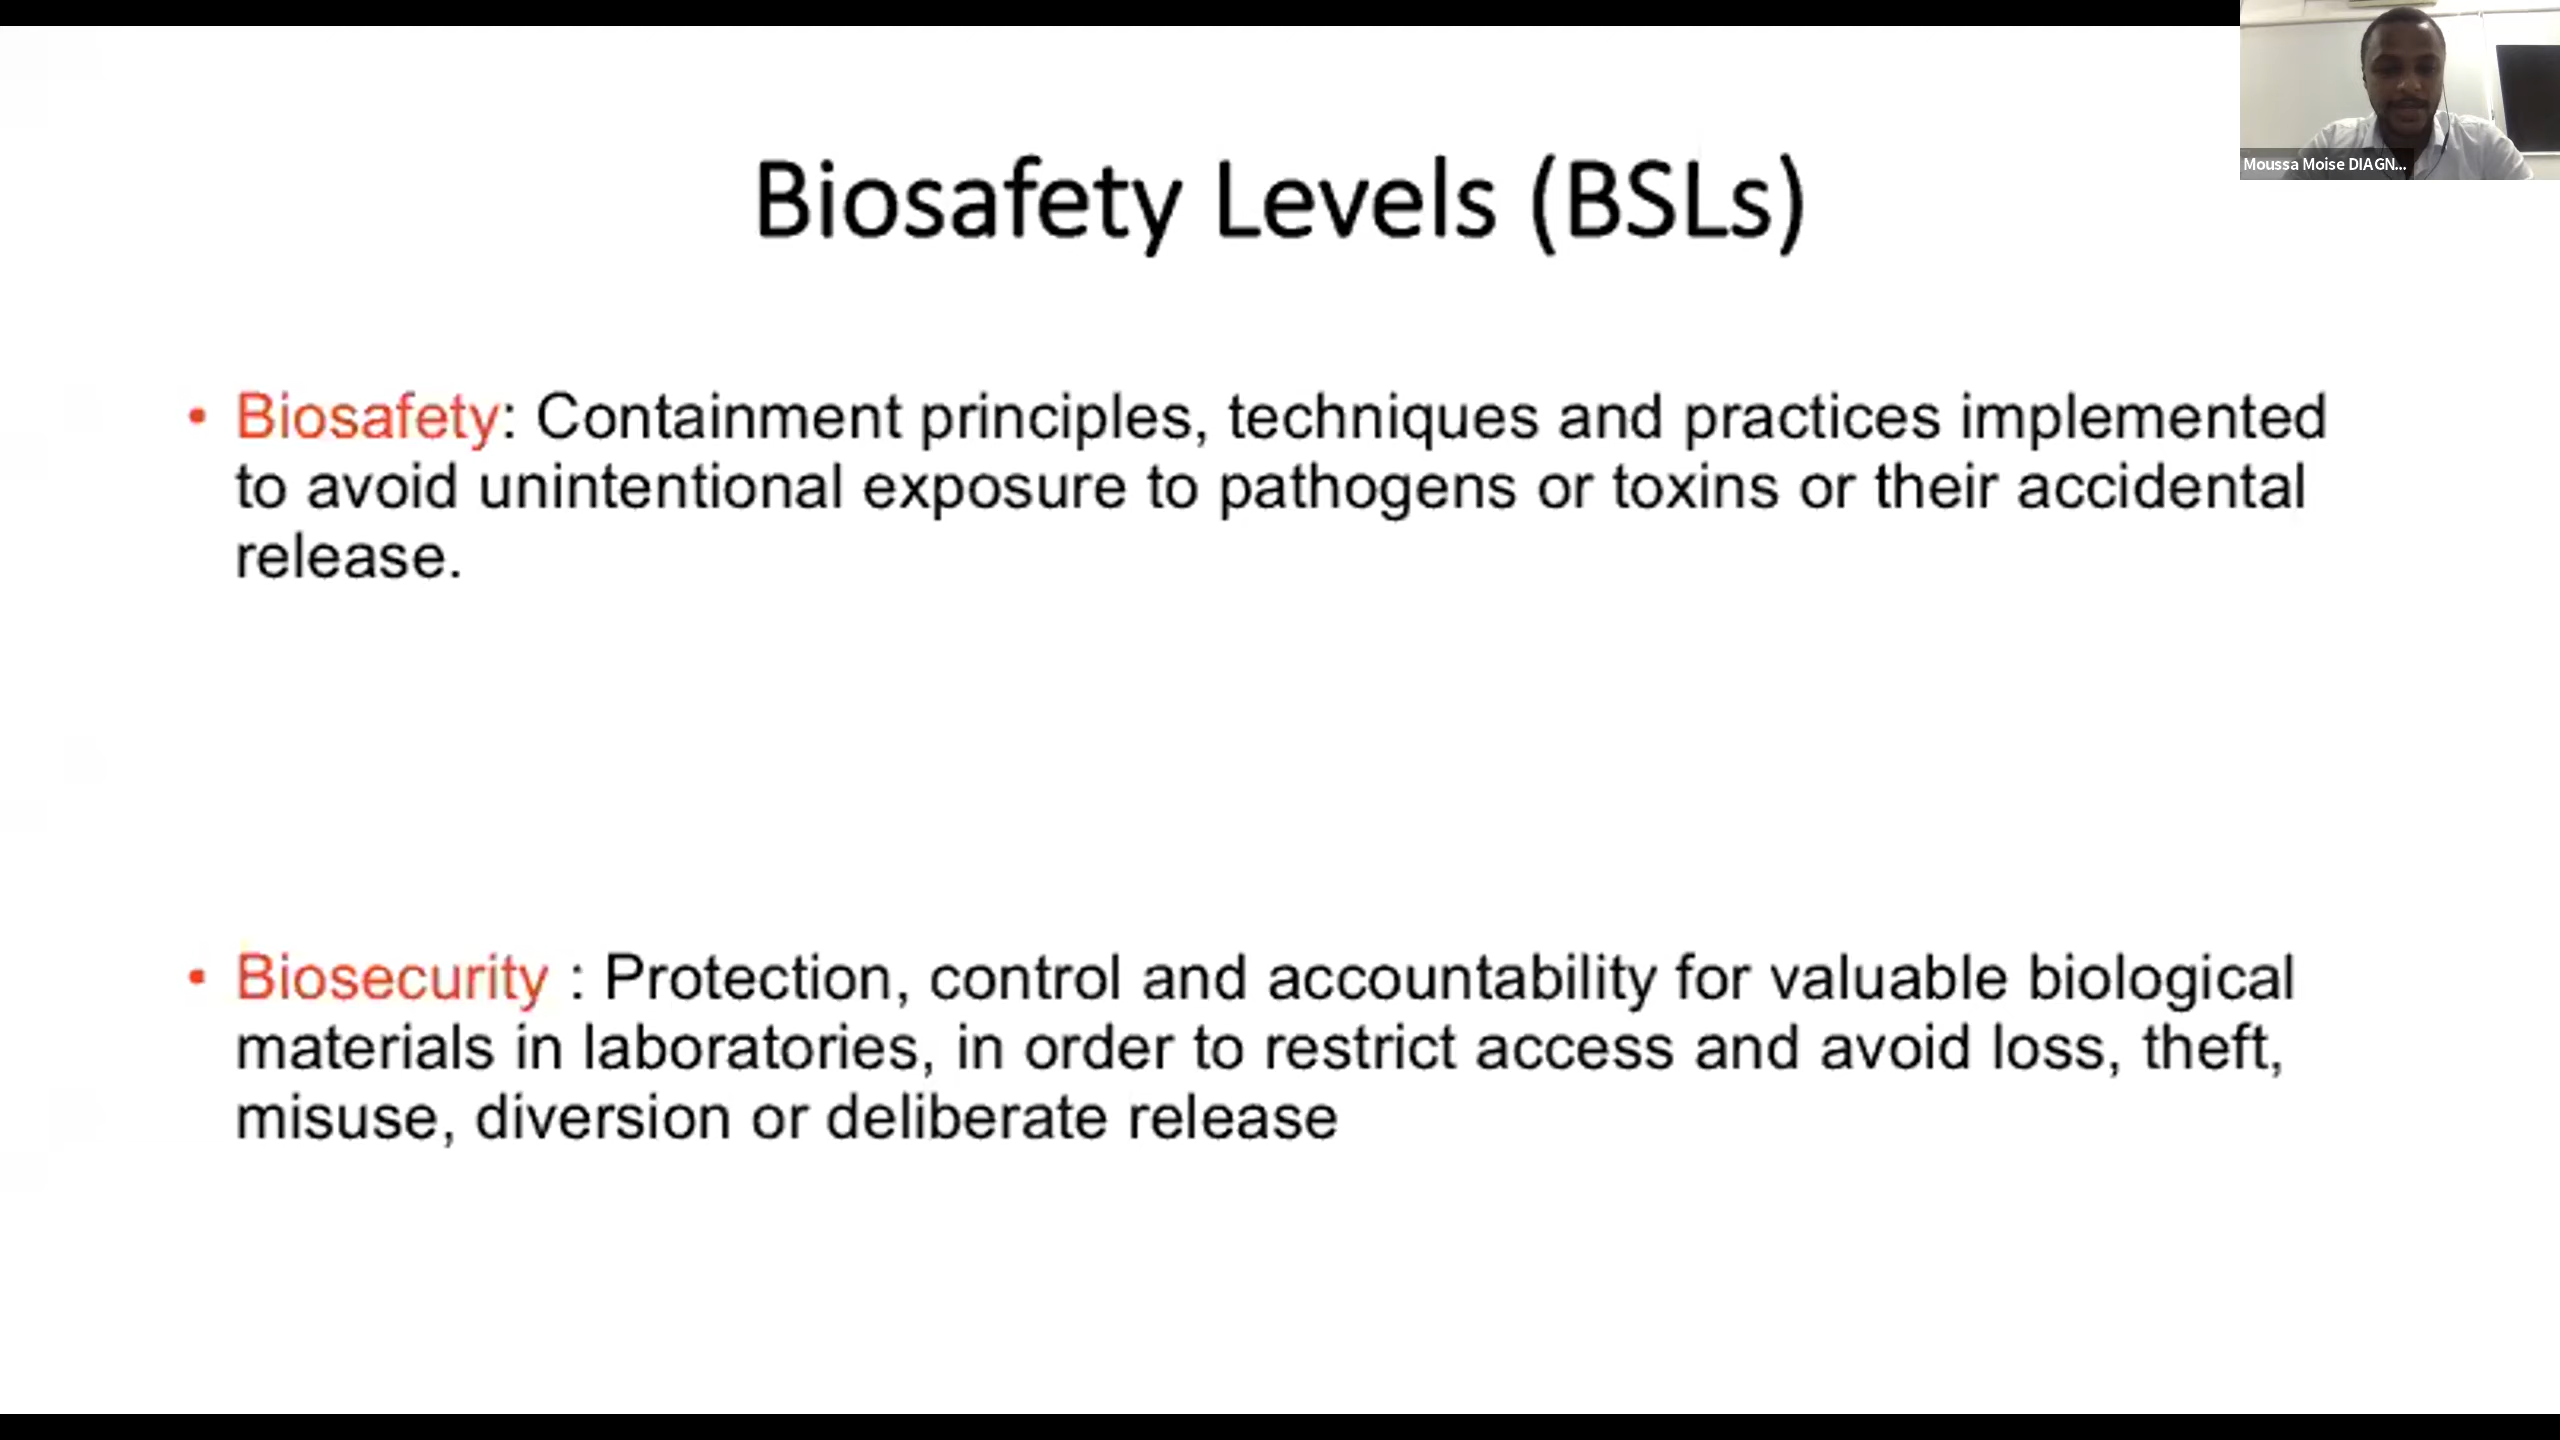 Biosafety Levels (BSLs)
Moussa Moise DIAGN...
• Biosafety: Containment principles, techniques and practices implemented
to avoid unintentional exposure to pathogens or toxins or their accidental
release.
• Biosecurity : Protection, control and accountability for valuable biological
materials in laboratories, in order to restrict access and avoid loss, theft,
misuse, diversion or deliberate release